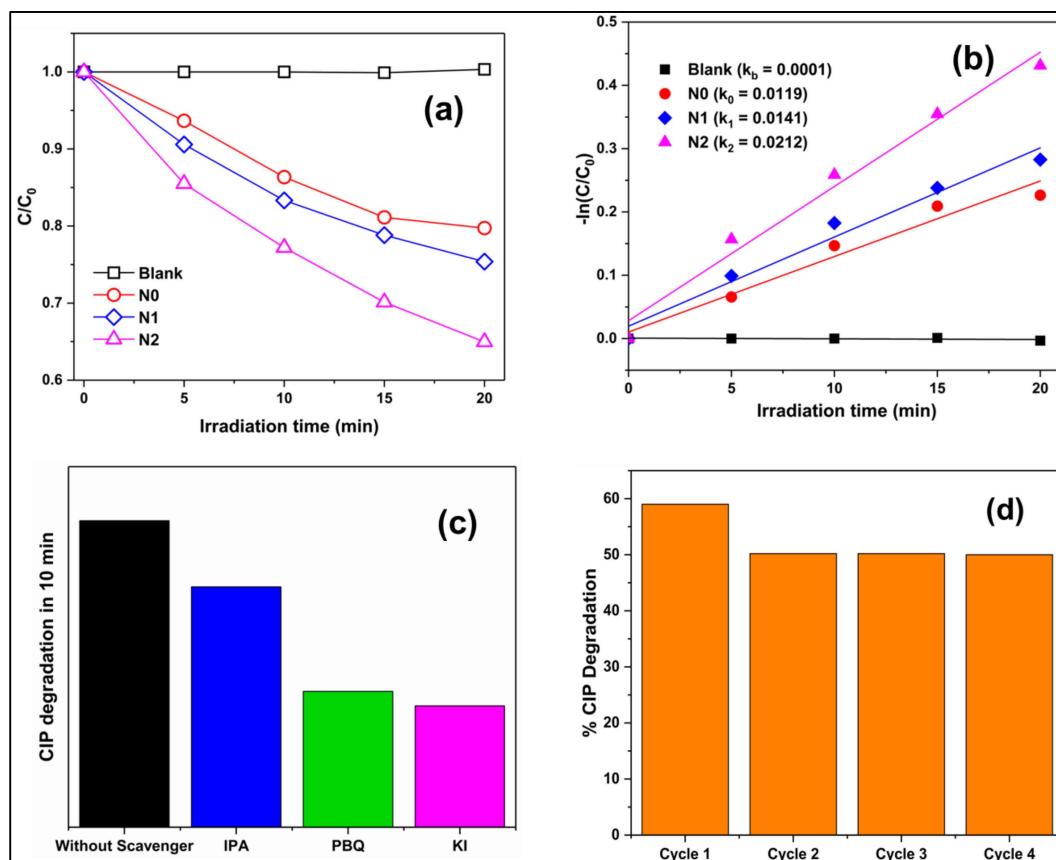 (a)
C/C₀
1.0
0.9
0.8
0.7
0.6
Blank
N0
N1
N2
0 5 10 15 20
Irradiation time (min)
(b)
-ln(C/C₀)
0.5
0.4
0.3
0.2
0.1
0.0
-0.1
Blank (k_b = 0.0001)
N0 (k₀ = 0.0119)
N1 (k₁ = 0.0141)
N2 (k₂ = 0.0212)
0 5 10 15 20
Irradiation time (min)
(c)
CIP degradation in 10 min
Without Scavenger IPA PBQ KI
(d)
% CIP Degradation
60
50
40
30
20
10
0
Cycle 1 Cycle 2 Cycle 3 Cycle 4